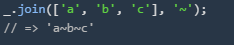 _.join(['a', 'b', 'c'], '~');
// => 'a~b~c'